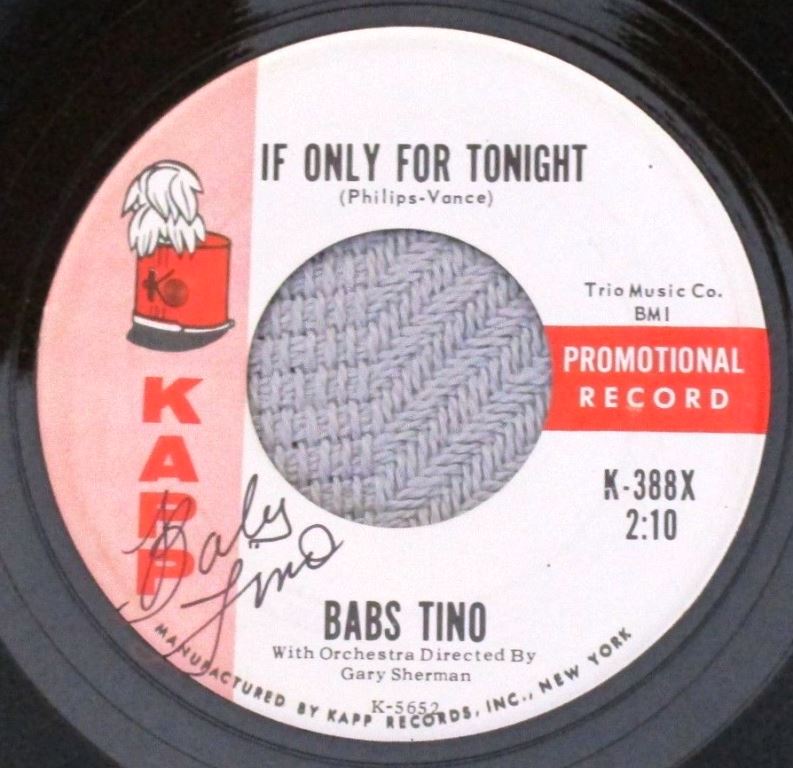 IF ONLY FOR TONIGHT
(Philips-Vance)
K
Trio Music Co.
BMI
PROMOTIONAL
RECORD
KAPP
K-388X
2:10
Babs
Tino
BABS TINO
With Orchestra Directed By
Gary Sherman
K-5652
MANUFACTURED BY KAPP RECORDS, INC., NEW YORK